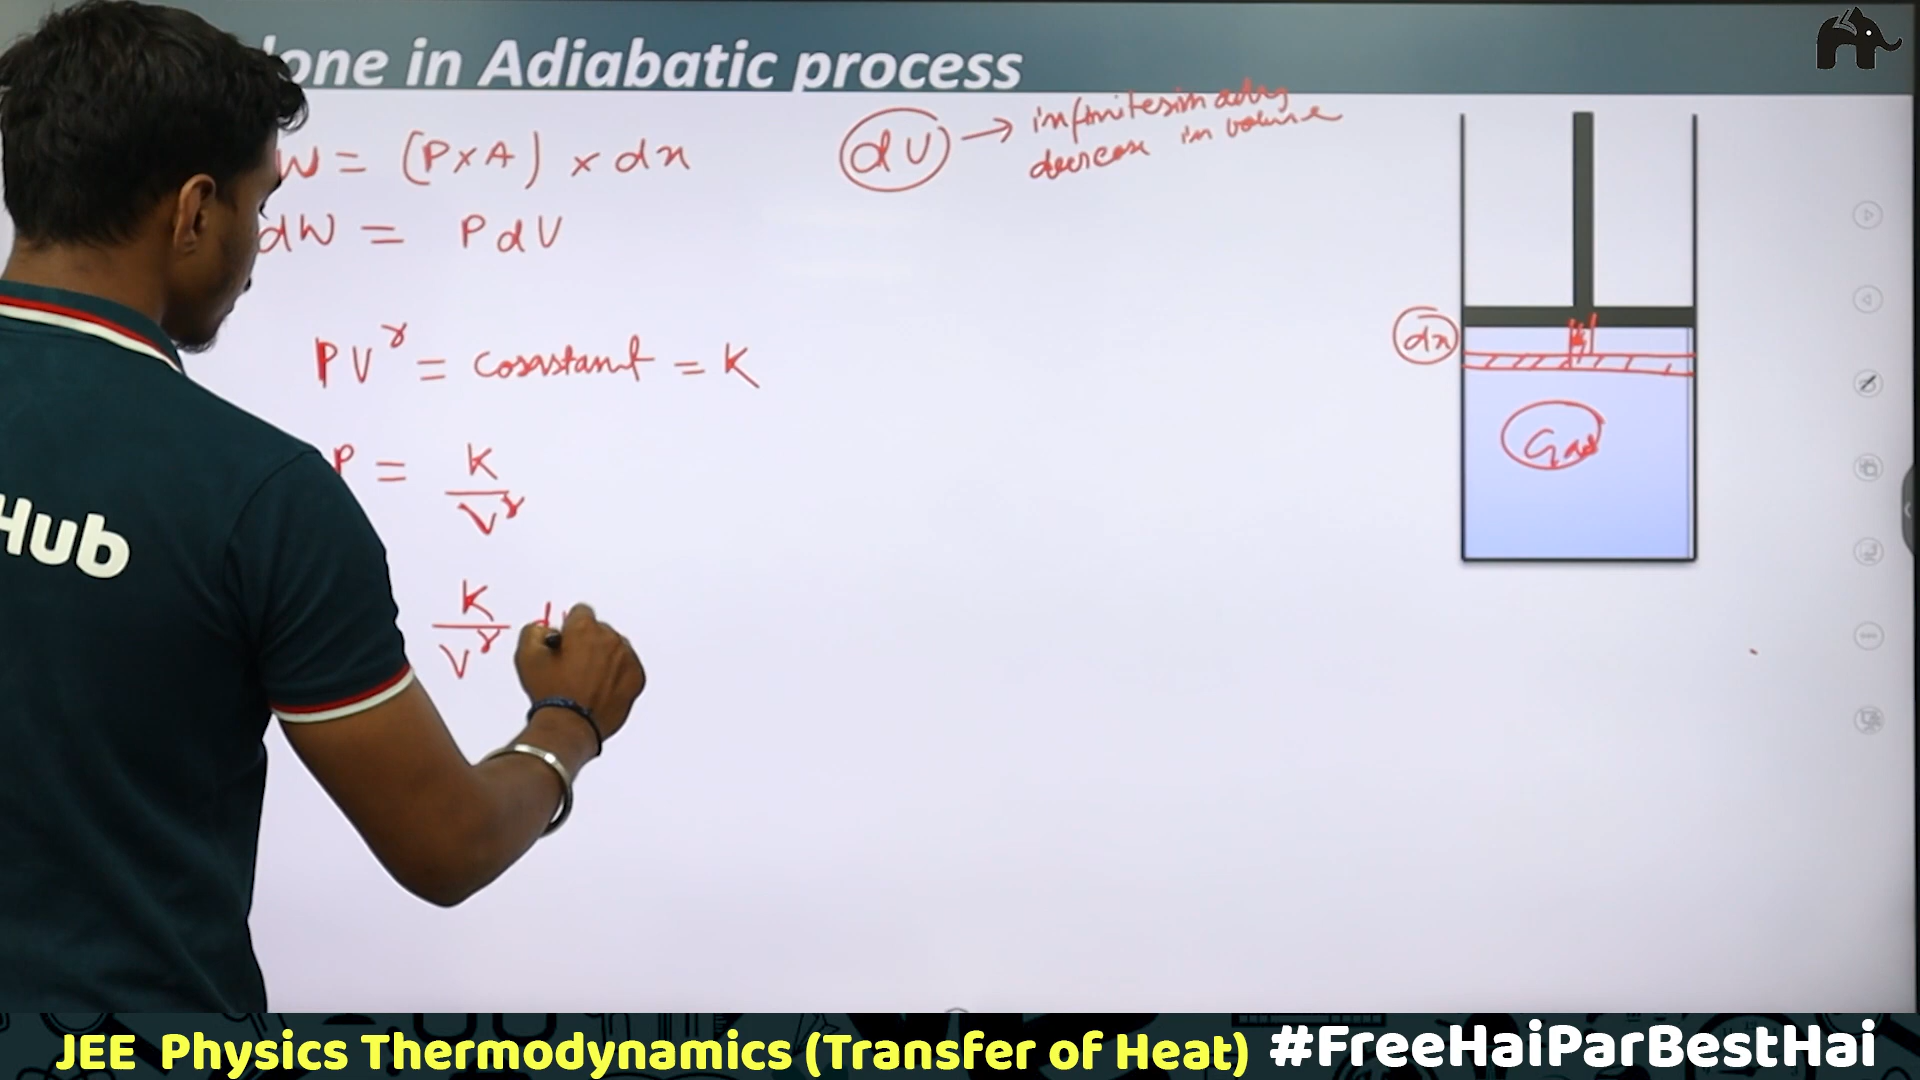 one in Adiabatic process
W = (P × A) × dx
dV → infinitesimally
decrease in volume
dW = P dV
PV^γ = constant = K
dx
P = K / V^γ
Gas
Hub
K / V^γ d
JEE Physics Thermodynamics (Transfer of Heat) #FreeHaiParBestHai